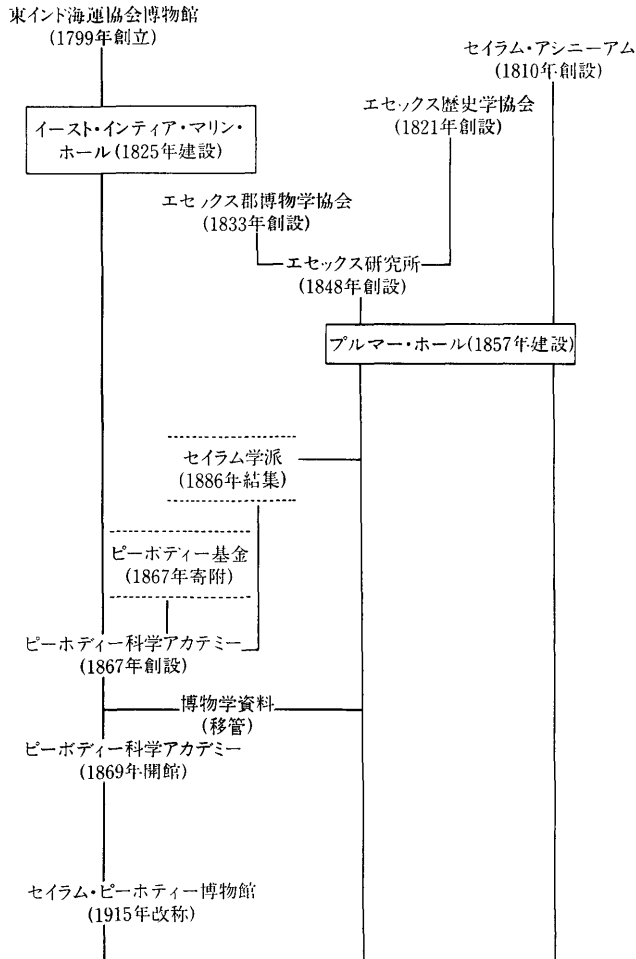 東インド海運協会博物館
(1799年創立)
セイラム・アシニーアム
(1810年創設)
エセックス歴史学協会
(1821年創設)
イースト・インティア・マリン・
ホール(1825年建設)
エセックス郡博物学協会
(1833年創設)
エセックス研究所
(1848年創設)
プルマー・ホール(1857年建設)
セイラム学派
(1886年結集)
ピーボディー基金
(1867年寄附)
ピーホディー科学アカテミー
(1867年創設)
博物学資料
(移管)
ピーボディー科学アカデミー
(1869年開館)
セイラム・ピーホティー博物館
(1915年改称)